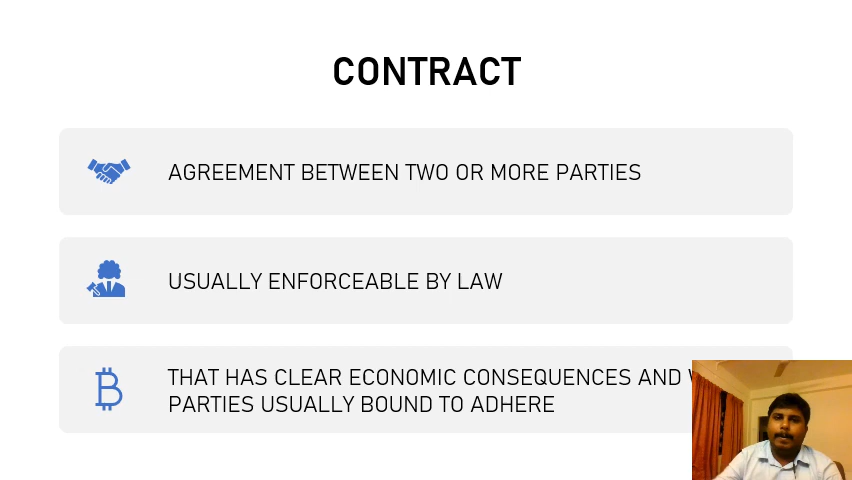 CONTRACT
AGREEMENT BETWEEN TWO OR MORE PARTIES
USUALLY ENFORCEABLE BY LAW
THAT HAS CLEAR ECONOMIC CONSEQUENCES AND
PARTIES USUALLY BOUND TO ADHERE